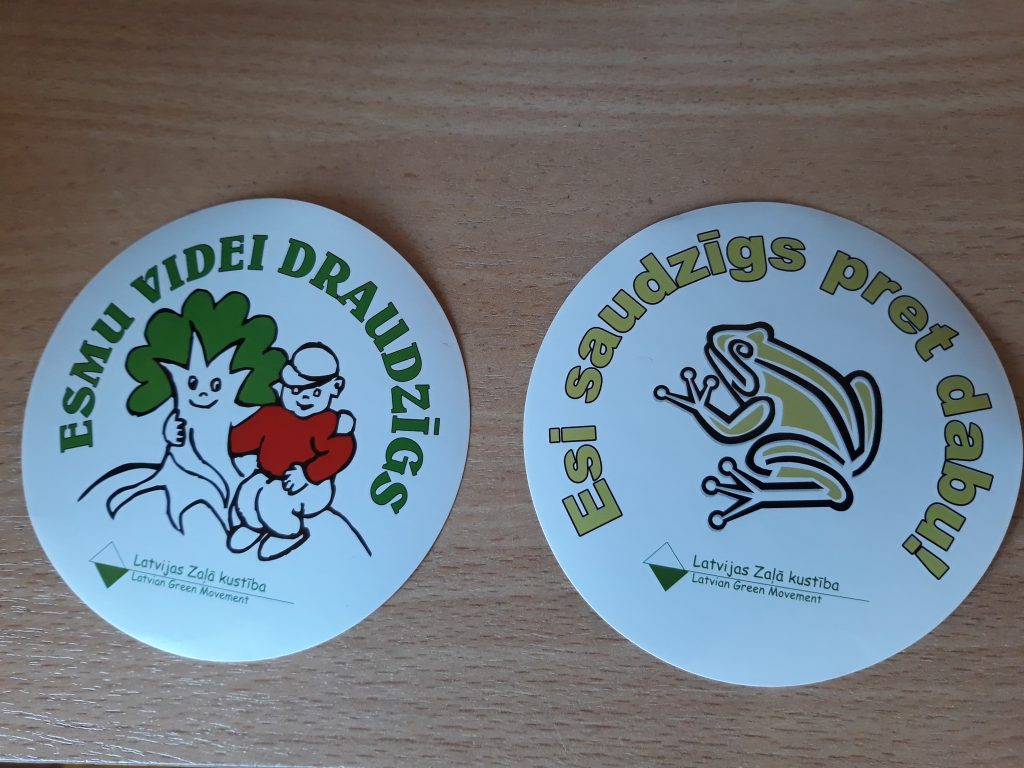 ESMU VIDEI DRAUDZĪGS
Latvijas Zaļā kustība
Latvian Green Movement
Esi saudzīgs pret dabu!
Latvijas Zaļā kustība
Latvian Green Movement